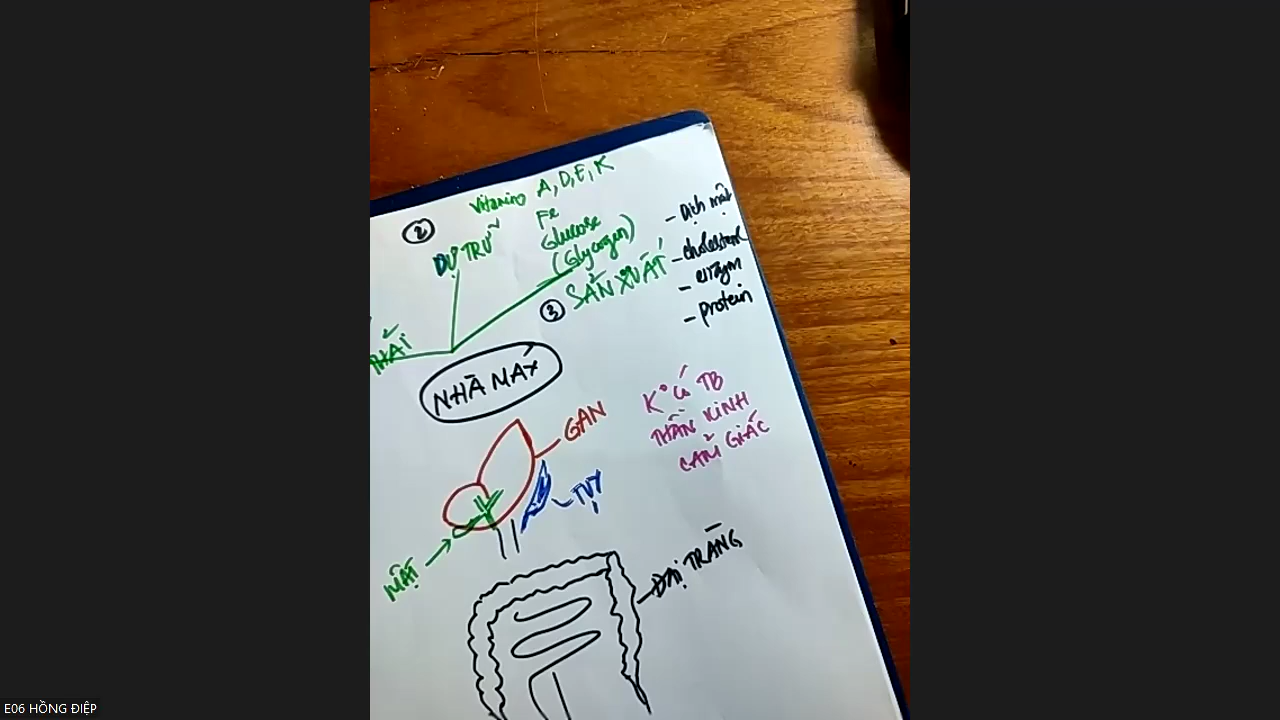 Vitamin A, D, E, K
②
DỰ TRỮ
Fe
Glucose
(Glycogen)
③ SẢN XUẤT
- Dịch mật
- cholesterol
- enzym
- protein
THẢI
NHÀ MÁY
GAN
TỤY
MẬT
K° có TB
THẦN KINH
CẢM GIÁC
ĐẠI TRÀNG
E06 HỒNG ĐIỆP